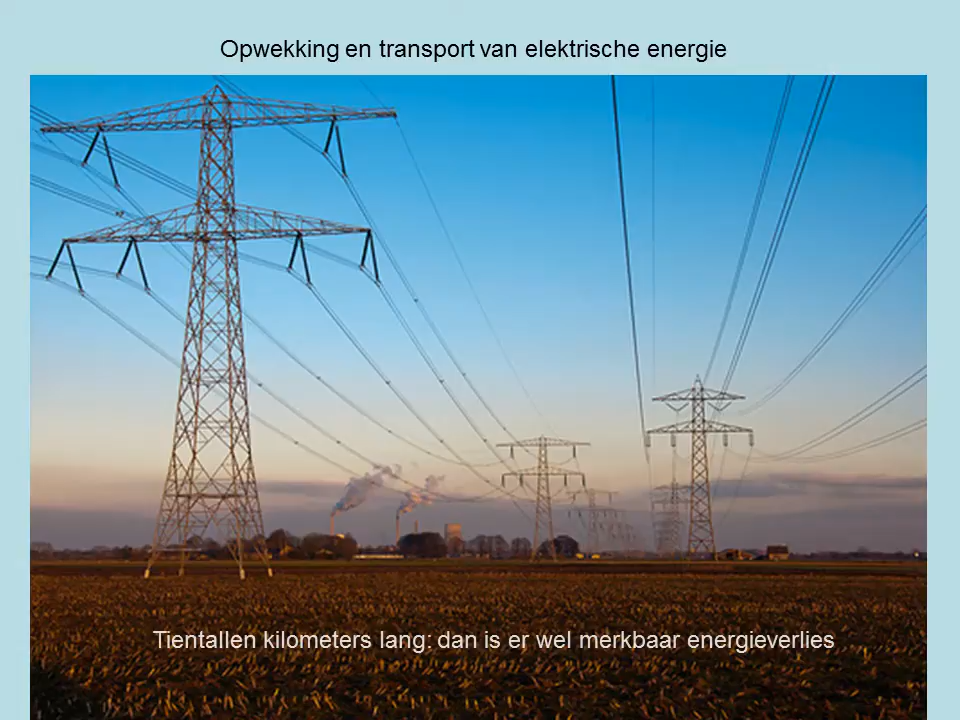 Opwekking en transport van elektrische energie
Tientallen kilometers lang: dan is er wel merkbaar energieverlies